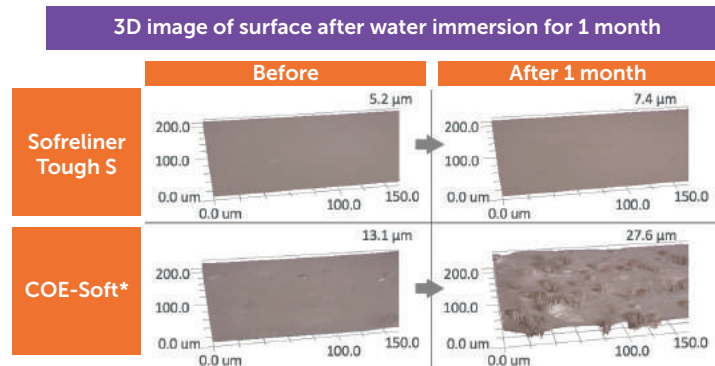 3D image of surface after water immersion for 1 month
Before
After 1 month
Sofreliner
Tough S
5.2 µm
200.0
100.0
0.0 um
0.0 um
100.0
150.0
7.4 µm
200.0
100.0
0.0 um
0.0 um
100.0
150.0
COE-Soft*
13.1 µm
200.0
100.0
0.0 um
0.0 um
100.0
150.0
27.6 µm
200.0
100.0
0.0 um
0.0 um
100.0
150.0